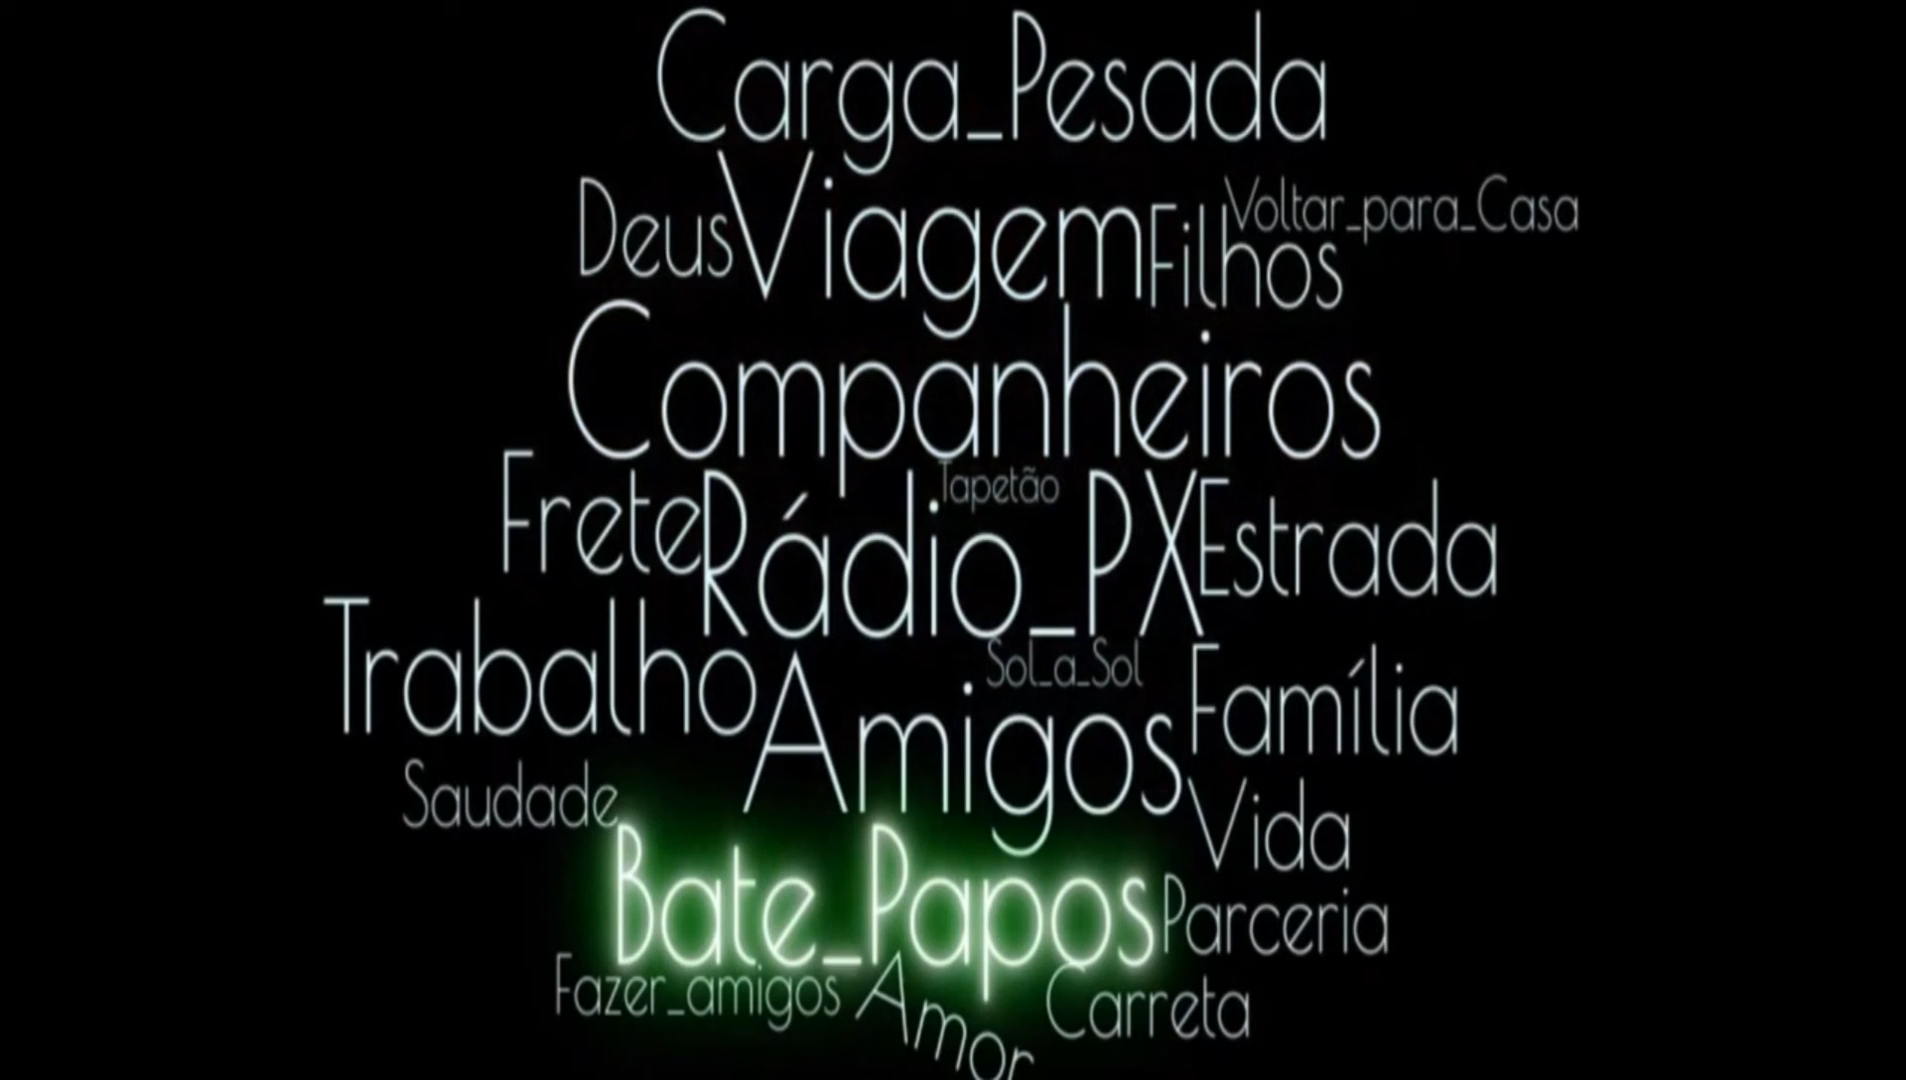 Carga_Pesada
Voltar_para_Casa
Deus
Viagem
Filhos
Companheiros
Tapetão
Frete
Rádio_PX
Estrada
Sol_a_Sol
Trabalho
Amigos
Família
Saudade
Vida
Bate_Papos
Parceria
Fazer_amigos
Amor
Carreta